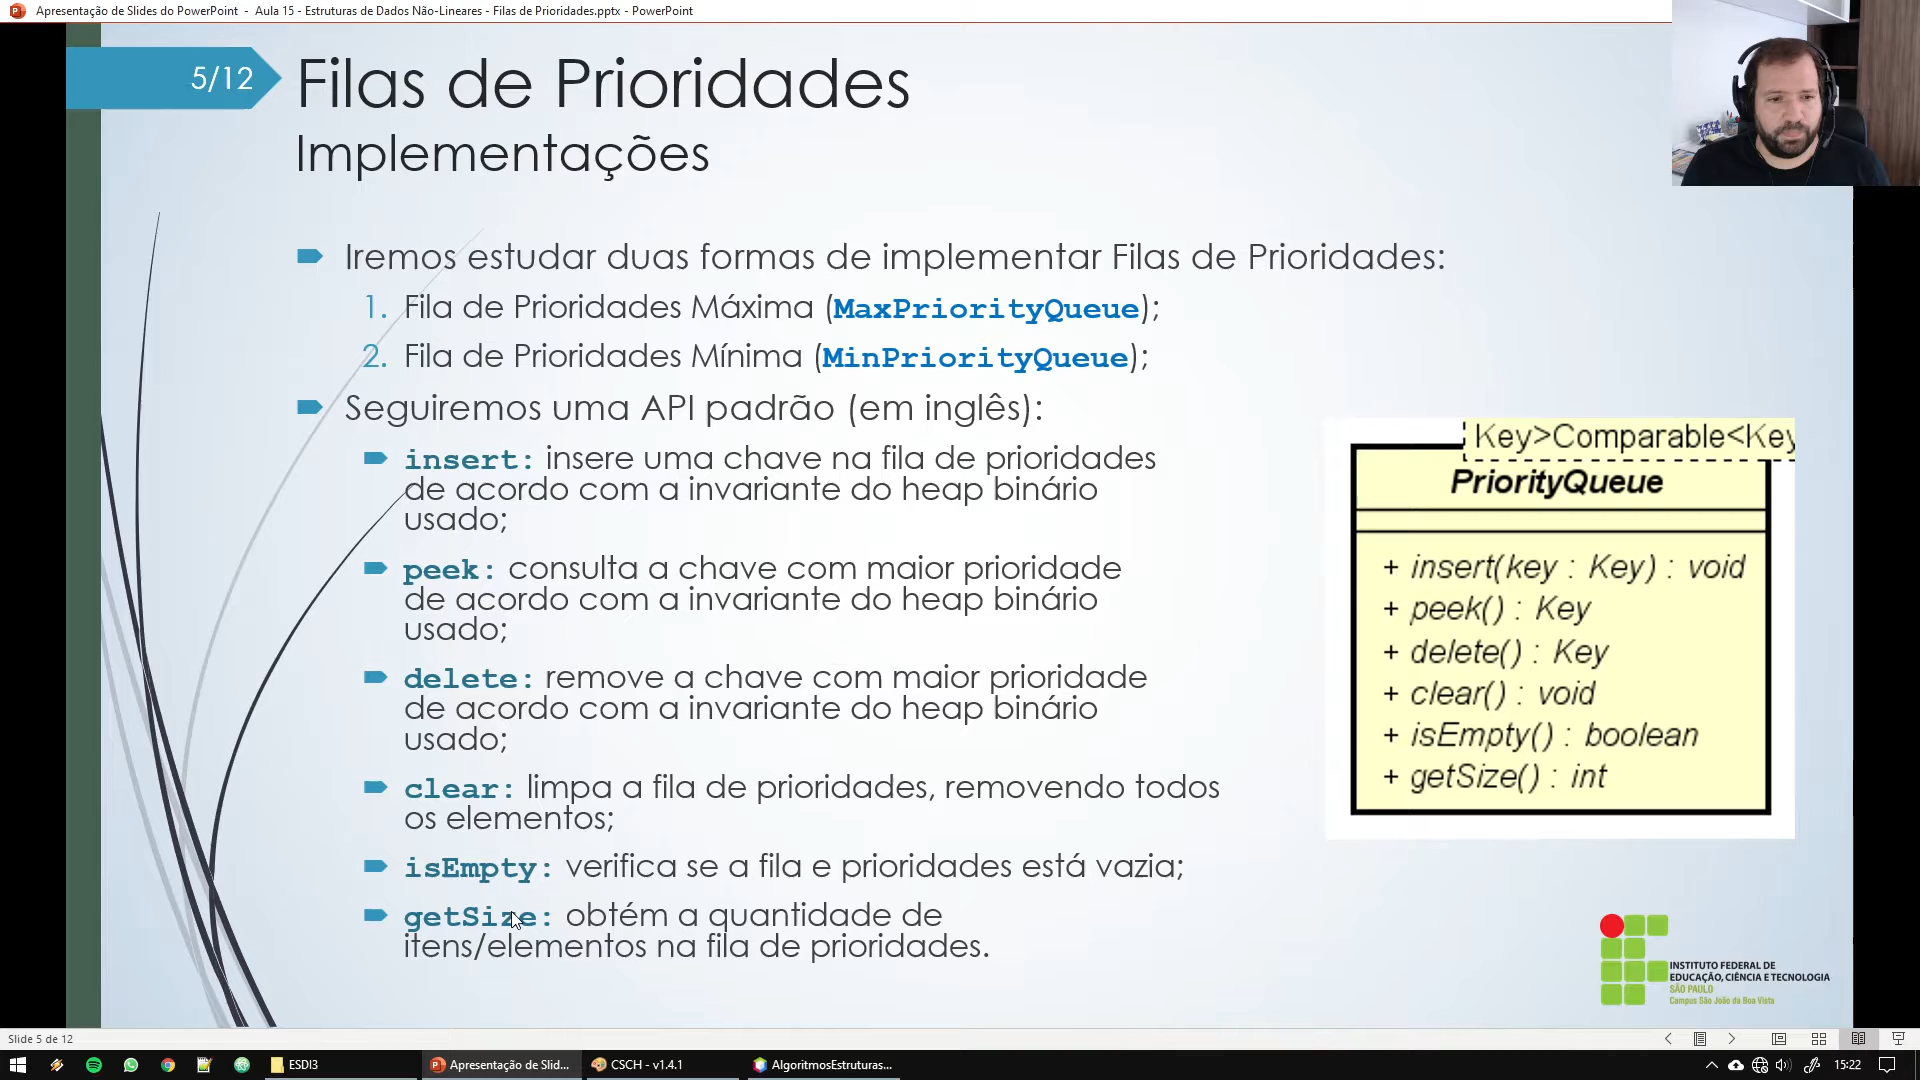 Apresentação de Slides do PowerPoint - Aula 15 - Estruturas de Dados Não-Lineares - Filas de Prioridades.pptx - PowerPoint
5/12
Filas de Prioridades
Implementações
Iremos estudar duas formas de implementar Filas de Prioridades:
1. Fila de Prioridades Máxima (MaxPriorityQueue);
2. Fila de Prioridades Mínima (MinPriorityQueue);
Seguiremos uma API padrão (em inglês):
insert: insere uma chave na fila de prioridades
de acordo com a invariante do heap binário
usado;
peek: consulta a chave com maior prioridade
de acordo com a invariante do heap binário
usado;
delete: remove a chave com maior prioridade
de acordo com a invariante do heap binário
usado;
clear: limpa a fila de prioridades, removendo todos
os elementos;
isEmpty: verifica se a fila e prioridades está vazia;
getSize: obtém a quantidade de
itens/elementos na fila de prioridades.
Key>Comparable<Key
PriorityQueue
+ insert(key : Key) : void
+ peek() : Key
+ delete() : Key
+ clear() : void
+ isEmpty() : boolean
+ getSize() : int
INSTITUTO FEDERAL DE
EDUCAÇÃO, CIÊNCIA E TECNOLOGIA
SÃO PAULO
Campus São João da Boa Vista
Slide 5 de 12
ESDI3
Apresentação de Slid...
CSCH - v1.4.1
AlgoritmosEstruturas...
15:22